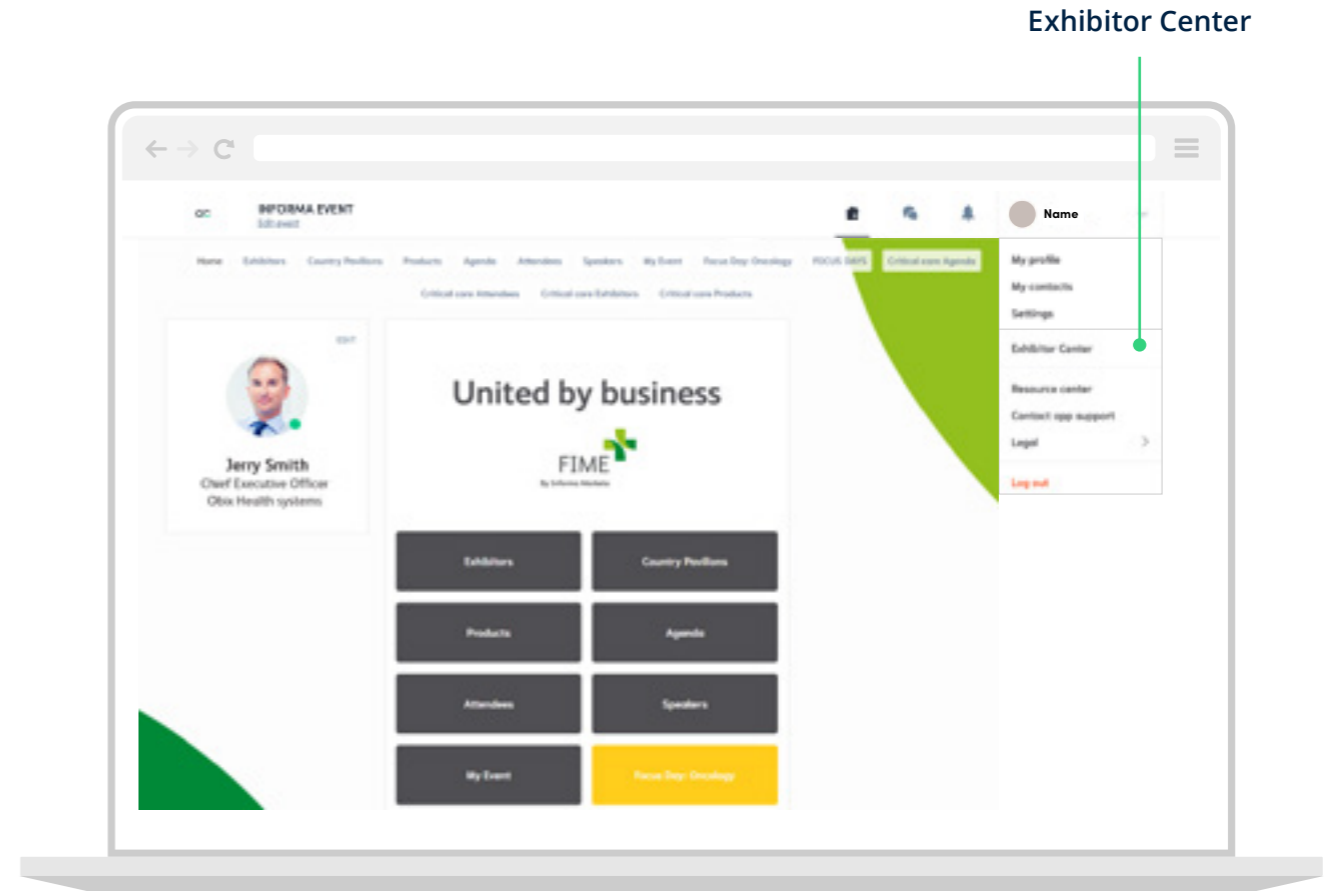 Exhibitor Center
INFORMA EVENT
Edit event
Name
Home Exhibitors Country Pavilions Products Agenda Attendees Speakers My Event Focus Day: Oncology FOCUS DAYS Critical care Agenda
Critical care Attendees Critical care Exhibitors Critical care Products
My profile
My contacts
Settings
Exhibitor Center
Resource center
Contact app support
Legal
Log out
EDIT
Jerry Smith
Chief Executive Officer
Obix Health systems
United by business
FIME
By Informa Markets
Exhibitors Country Pavilions
Products Agenda
Attendees Speakers
My Event Focus Day: Oncology